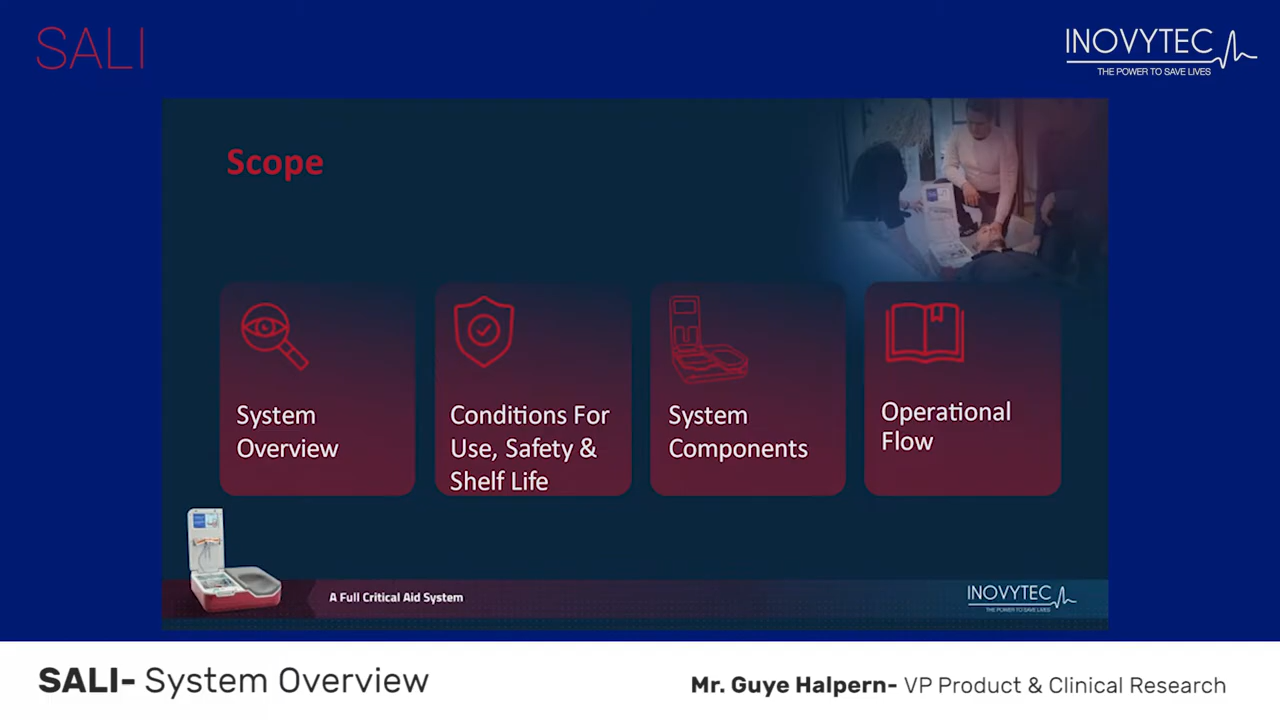 SALI
INOVYTEC
THE POWER TO SAVE LIVES
Scope
System
Overview
Conditions For
Use, Safety &
Shelf Life
System
Components
Operational
Flow
A Full Critical Aid System
INOVYTEC
THE POWER TO SAVE LIVES
SALI- System Overview
Mr. Guye Halpern- VP Product & Clinical Research